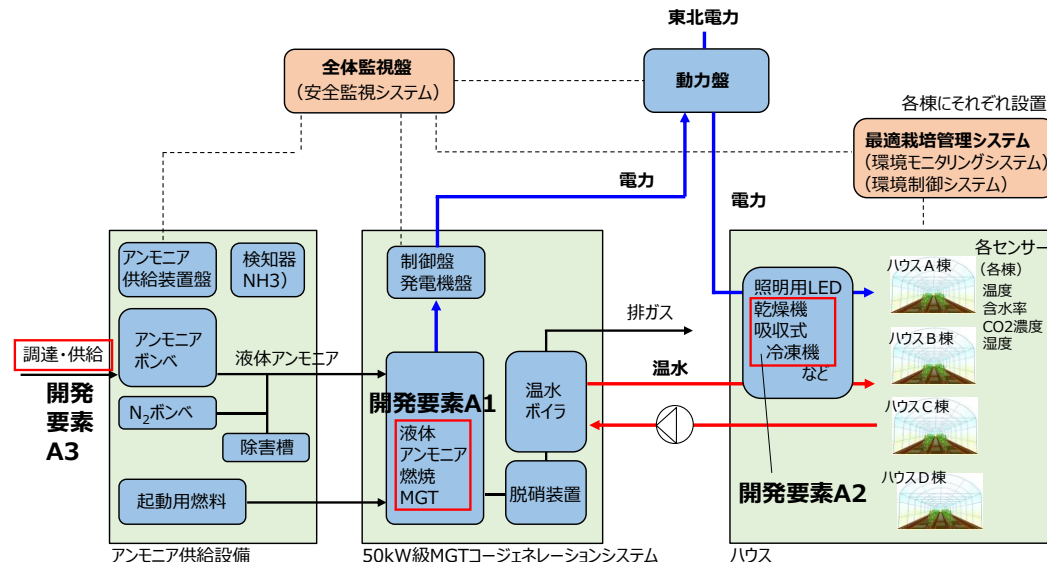 東北電力
全体監視盤
（安全監視システム）
動力盤
各棟にそれぞれ設置
最適栽培管理システム
（環境モニタリングシステム）
（環境制御システム）
電力
電力
アンモニア
供給装置盤
検知器
NH3）
制御盤
発電機盤
照明用LED
乾燥機
吸収式
冷凍機
など
ハウスA棟
各センサー
（各棟）
温度
含水率
CO2濃度
湿度
調達・供給
開発
要素
A3
アンモニア
ボンベ
液体アンモニア
N₂ボンベ
除害槽
起動用燃料
開発要素A1
液体
アンモニア
燃焼
MGT
温水
ボイラ
脱硝装置
排ガス
温水
ハウスB棟
ハウスC棟
開発要素A2
ハウスD棟
アンモニア供給設備
50kW級MGTコージェネレーションシステム
ハウス